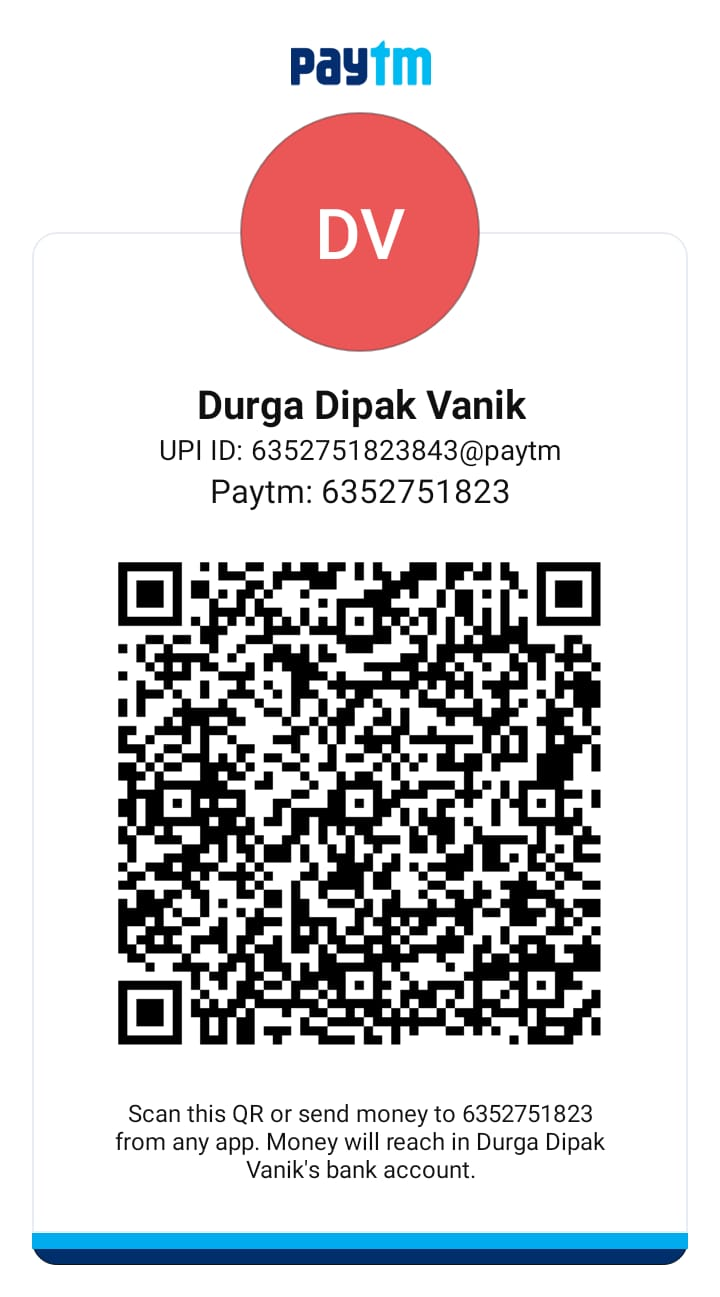 paytm
DV
Durga Dipak Vanik
UPI ID: 6352751823843@paytm
Paytm: 6352751823
Scan this QR or send money to 6352751823
from any app. Money will reach in Durga Dipak
Vanik's bank account.